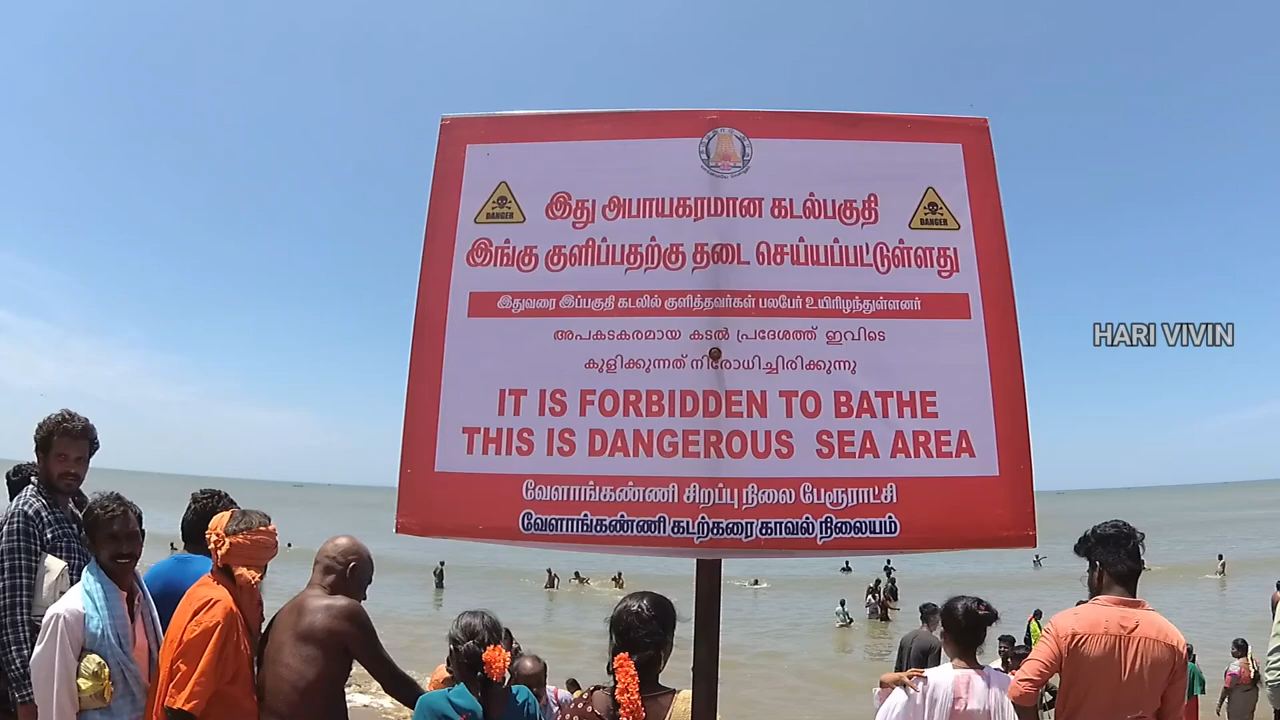 DANGER
DANGER
இது அபாயகரமான கடல்பகுதி
இங்கு குளிப்பதற்கு தடை செய்யப்பட்டுள்ளது
இதுவரை இப்பகுதி கடலில் குளித்தவர்கள் பலபேர் உயிரிழந்துள்ளனர்
അപകടകരമായ കടൽ പ്രദേശത്ത് ഇവിടെ
കുളിക്കുന്നത് നിരോധിച്ചിരിക്കുന്നു
IT IS FORBIDDEN TO BATHE
THIS IS DANGEROUS SEA AREA
வேளாங்கண்ணி சிறப்பு நிலை பேரூராட்சி
வேளாங்கண்ணி கடற்கரை காவல் நிலையம்
HARI VIVIN